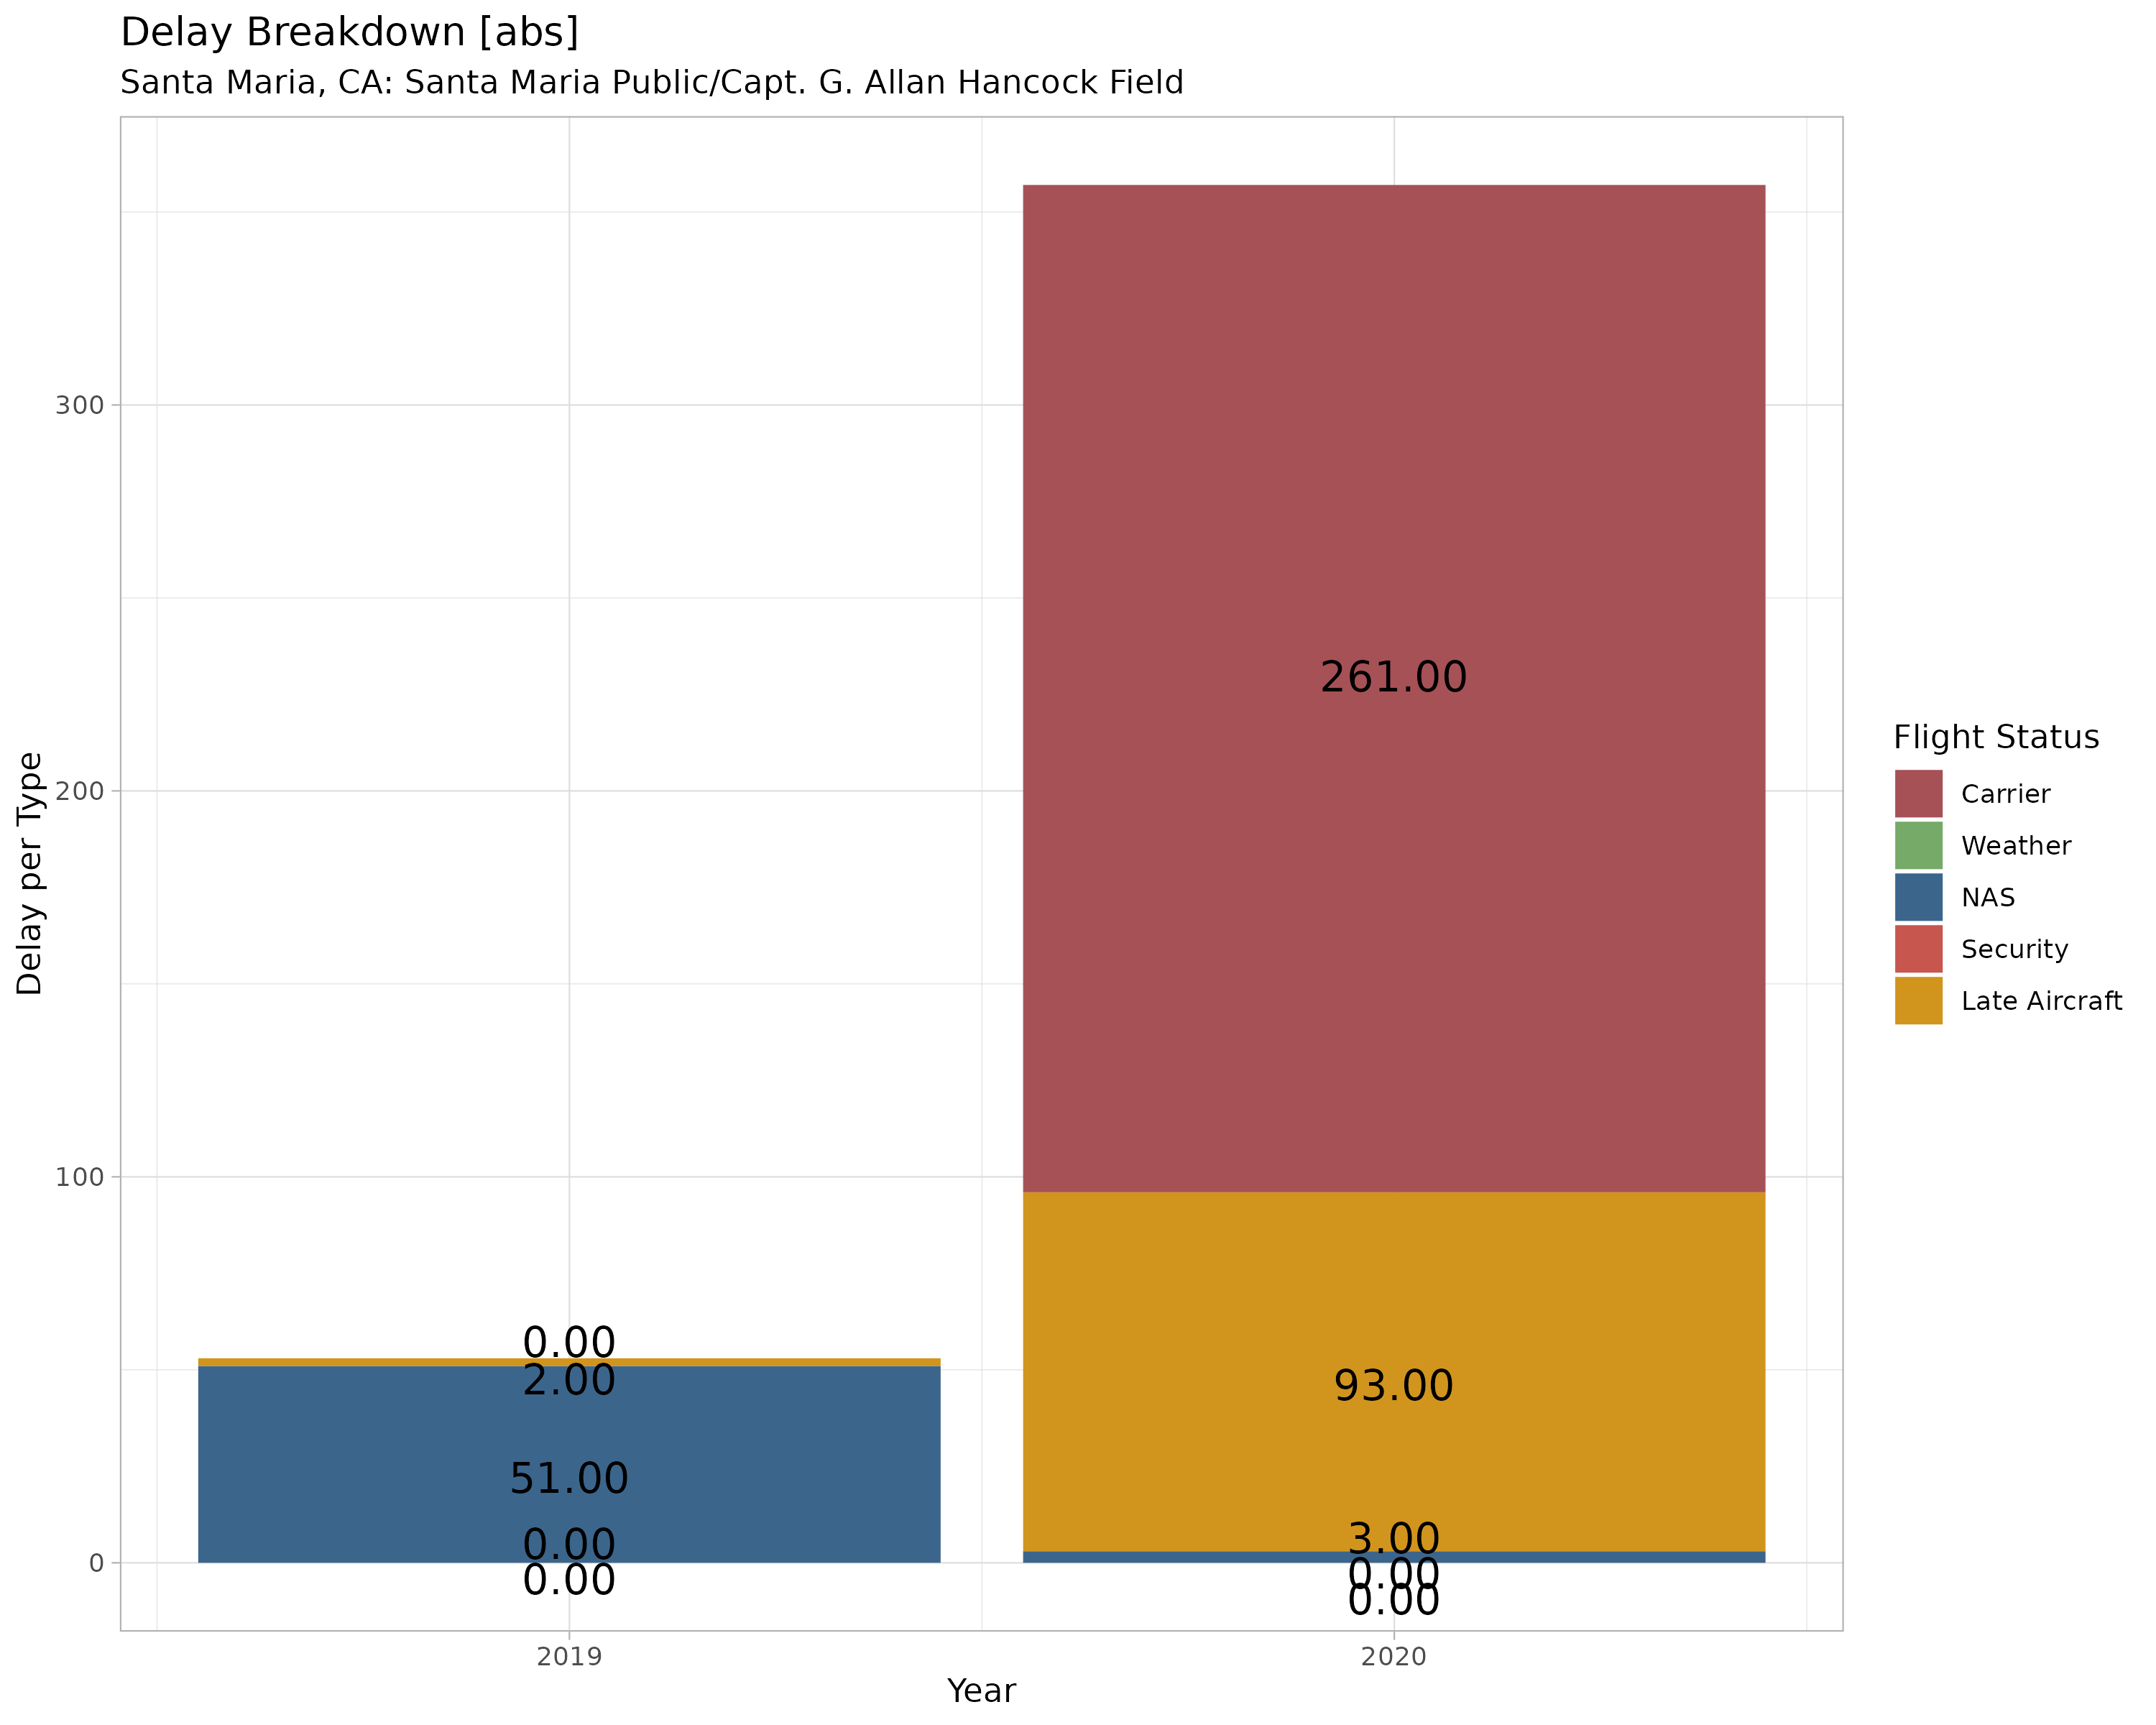 Delay Breakdown [abs]
Santa Maria, CA: Santa Maria Public/Capt. G. Allan Hancock Field
Delay per Type
300
200
100
0
261.00
93.00
3.00
0.00
0.00
0.00
2.00
51.00
0.00
0.00
2019
2020
Year
Flight Status
Carrier
Weather
NAS
Security
Late Aircraft